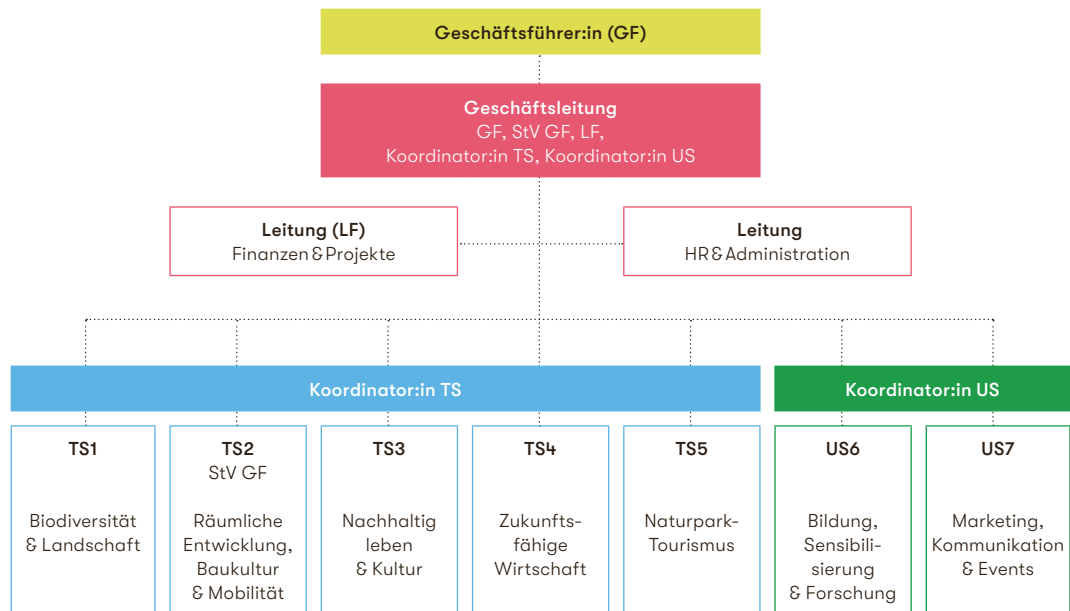 Geschäftsführer:in (GF)
Geschäftsleitung
GF, StV GF, LF,
Koordinator:in TS, Koordinator:in US
Leitung (LF)
Finanzen & Projekte
Leitung
HR & Administration
Koordinator:in TS
Koordinator:in US
TS1
Biodiversität
& Landschaft
TS2
StV GF
Räumliche
Entwicklung,
Baukultur
& Mobilität
TS3
Nachhaltig
leben
& Kultur
TS4
Zukunfts-
fähige
Wirtschaft
TS5
Naturpark-
Tourismus
US6
Bildung,
Sensibili-
sierung
& Forschung
US7
Marketing,
Kommunikation
& Events